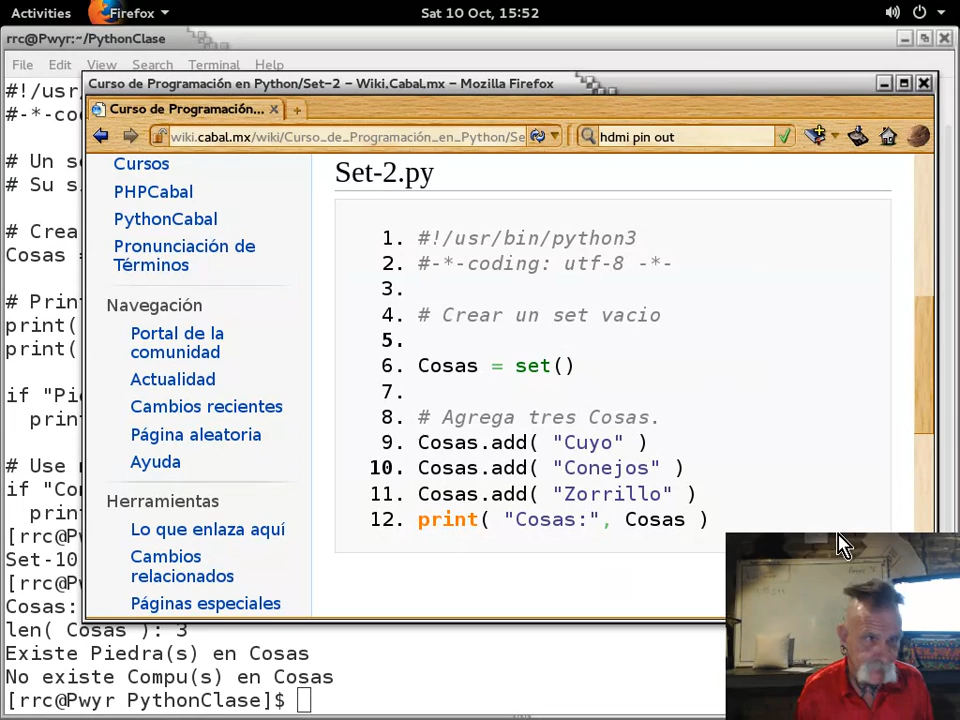 Activities Firefox Sat 10 Oct, 15:52
rrc@Pwyr:~/PythonClase
File Edit View Search Terminal Help
#!/usr
#-*-cod
# Un se
# Su s
# Crea
Cosas =
# Print
print(
print(
if "Pie
print
# Use n
if "Com
print
[rrc@Pw
Set-10
[rrc@Pw
Cosas:
len( Cosas ): 3
Existe Piedra(s) en Cosas
No existe Compu(s) en Cosas
[rrc@Pwyr PythonClase]$
Curso de Programación en Python/Set-2 – Wiki.Cabal.mx – Mozilla Firefox
Curso de Programación...
wiki.cabal.mx/wiki/Curso_de_Programación_en_Python/Se
hdmi pin out
Cursos
PHPCabal
PythonCabal
Pronunciación de
Términos
Navegación
Portal de la
comunidad
Actualidad
Cambios recientes
Página aleatoria
Ayuda
Herramientas
Lo que enlaza aquí
Cambios
relacionados
Páginas especiales
Set-2.py
1. #!/usr/bin/python3
2. #-*-coding: utf-8 -*-
3.
4. # Crear un set vacio
5.
6. Cosas = set()
7.
8. # Agrega tres Cosas.
9. Cosas.add( "Cuyo" )
10. Cosas.add( "Conejos" )
11. Cosas.add( "Zorrillo" )
12. print( "Cosas:", Cosas )